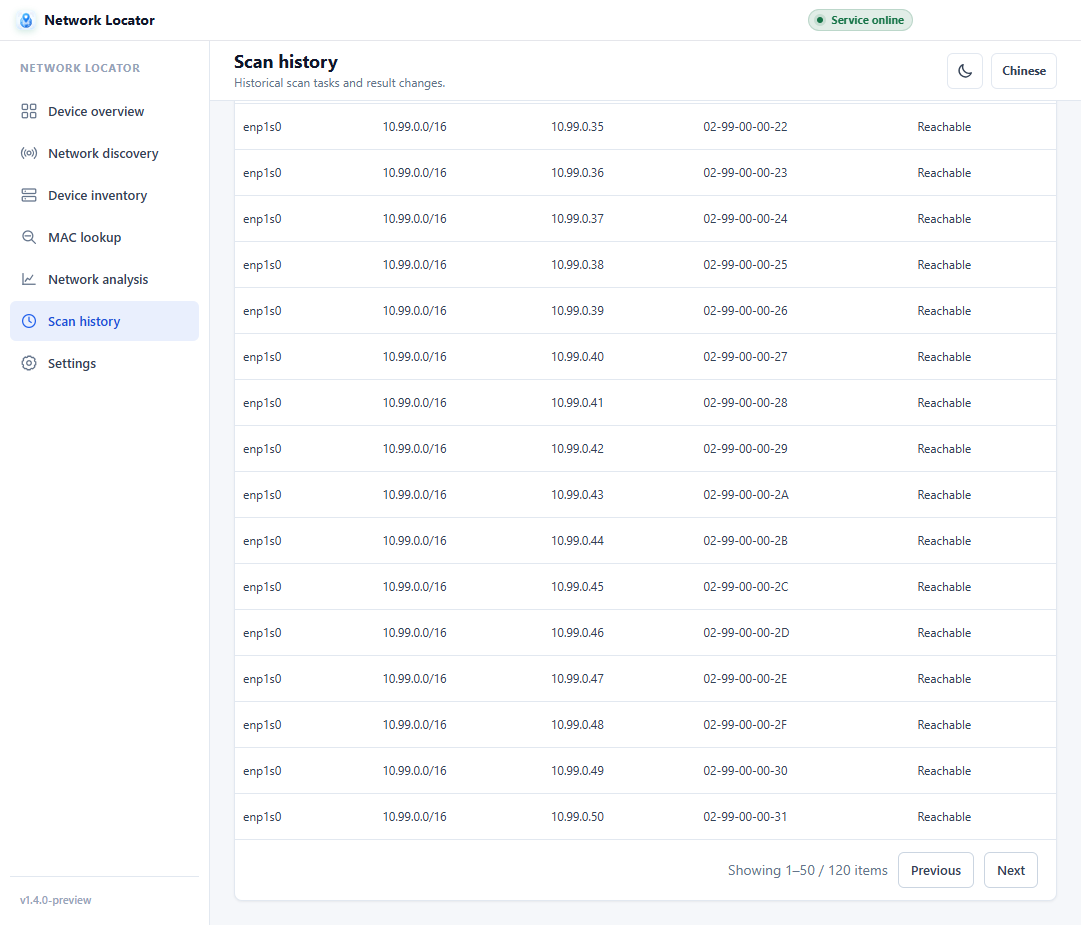 Network Locator
Service online
NETWORK LOCATOR
Device overview
Network discovery
Device inventory
MAC lookup
Network analysis
Scan history
Settings
v1.4.0-preview
Scan history
Historical scan tasks and result changes.
Chinese
enp1s0 10.99.0.0/16 10.99.0.35 02-99-00-00-22 Reachable
enp1s0 10.99.0.0/16 10.99.0.36 02-99-00-00-23 Reachable
enp1s0 10.99.0.0/16 10.99.0.37 02-99-00-00-24 Reachable
enp1s0 10.99.0.0/16 10.99.0.38 02-99-00-00-25 Reachable
enp1s0 10.99.0.0/16 10.99.0.39 02-99-00-00-26 Reachable
enp1s0 10.99.0.0/16 10.99.0.40 02-99-00-00-27 Reachable
enp1s0 10.99.0.0/16 10.99.0.41 02-99-00-00-28 Reachable
enp1s0 10.99.0.0/16 10.99.0.42 02-99-00-00-29 Reachable
enp1s0 10.99.0.0/16 10.99.0.43 02-99-00-00-2A Reachable
enp1s0 10.99.0.0/16 10.99.0.44 02-99-00-00-2B Reachable
enp1s0 10.99.0.0/16 10.99.0.45 02-99-00-00-2C Reachable
enp1s0 10.99.0.0/16 10.99.0.46 02-99-00-00-2D Reachable
enp1s0 10.99.0.0/16 10.99.0.47 02-99-00-00-2E Reachable
enp1s0 10.99.0.0/16 10.99.0.48 02-99-00-00-2F Reachable
enp1s0 10.99.0.0/16 10.99.0.49 02-99-00-00-30 Reachable
enp1s0 10.99.0.0/16 10.99.0.50 02-99-00-00-31 Reachable
Showing 1–50 / 120 items Previous Next